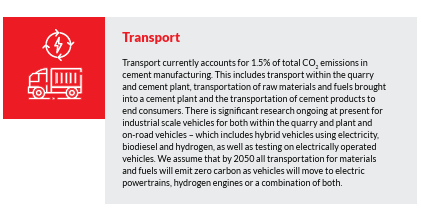 Transport
Transport currently accounts for 1.5% of total CO₂ emissions in
cement manufacturing. This includes transport within the quarry
and cement plant, transportation of raw materials and fuels brought
into a cement plant and the transportation of cement products to
end consumers. There is significant research ongoing at present for
industrial scale vehicles for both within the quarry and plant and
on-road vehicles – which includes hybrid vehicles using electricity,
biodiesel and hydrogen, as well as testing on electrically operated
vehicles. We assume that by 2050 all transportation for materials
and fuels will emit zero carbon as vehicles will move to electric
powertrains, hydrogen engines or a combination of both.